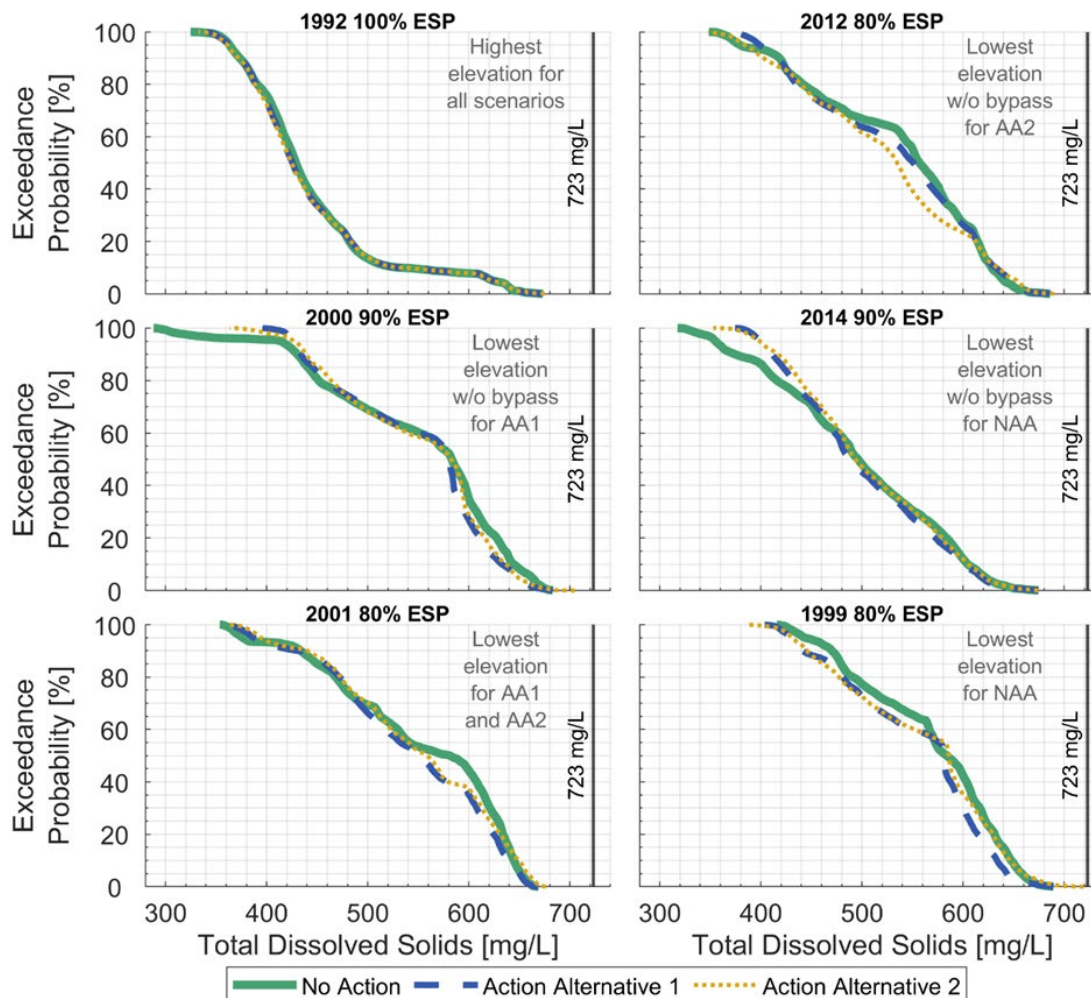 1992 100% ESP
Exceedance
Probability [%]
100
80
60
40
20
0
Highest
elevation for
all scenarios
723 mg/L
2012 80% ESP
Lowest
elevation
w/o bypass
for AA2
723 mg/L
2000 90% ESP
Exceedance
Probability [%]
100
80
60
40
20
0
Lowest
elevation
w/o bypass
for AA1
723 mg/L
2014 90% ESP
Lowest
elevation
w/o bypass
for NAA
723 mg/L
2001 80% ESP
Exceedance
Probability [%]
100
80
60
40
20
0
Lowest
elevation
for AA1
and AA2
723 mg/L
300 400 500 600 700
Total Dissolved Solids [mg/L]
1999 80% ESP
Lowest
elevation
for NAA
723 mg/L
300 400 500 600 700
Total Dissolved Solids [mg/L]
No Action Action Alternative 1 Action Alternative 2